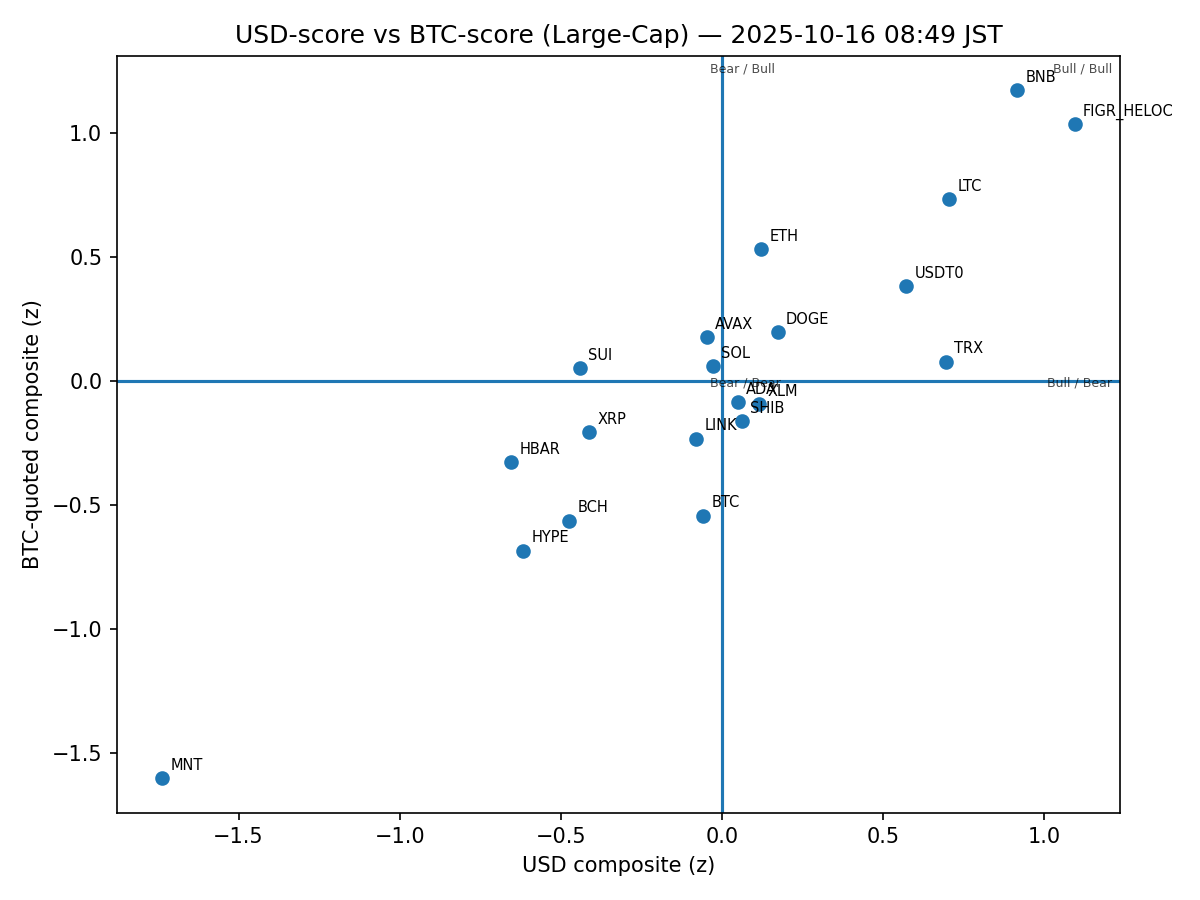 USD-score vs BTC-score (Large-Cap) — 2025-10-16 08:49 JST
Bear / Bull
Bull / Bull
BNB
FIGR_HELOC
LTC
ETH
USDT0
DOGE
AVAX
SOL
TRX
SUI
Bear / Bear
Bull / Bear
ADA
XLM
SHIB
XRP
LINK
HBAR
BTC
BCH
HYPE
MNT
1.0
0.5
0.0
−0.5
−1.0
−1.5
BTC-quoted composite (z)
−1.5
−1.0
−0.5
0.0
0.5
1.0
USD composite (z)